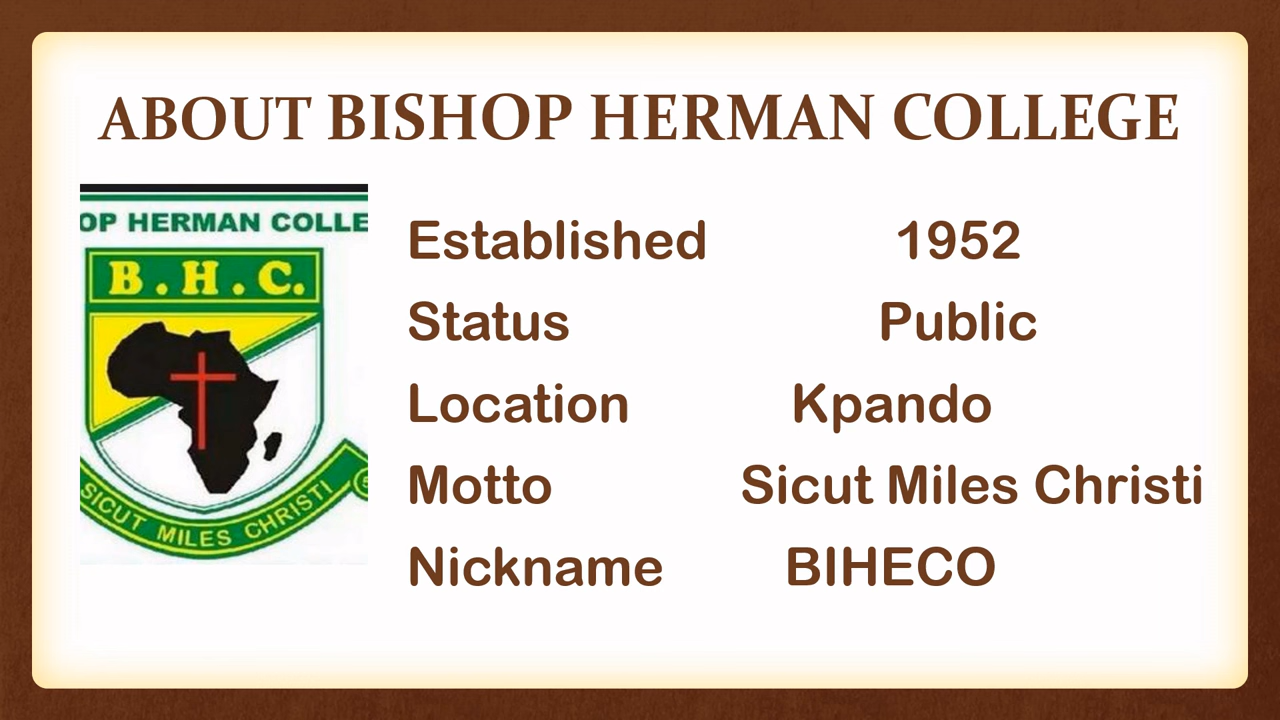 ABOUT BISHOP HERMAN COLLEGE
OP HERMAN COLLE
B.H.C.
SICUT MILES CHRISTI
Established 1952
Status Public
Location Kpando
Motto Sicut Miles Christi
Nickname BIHECO